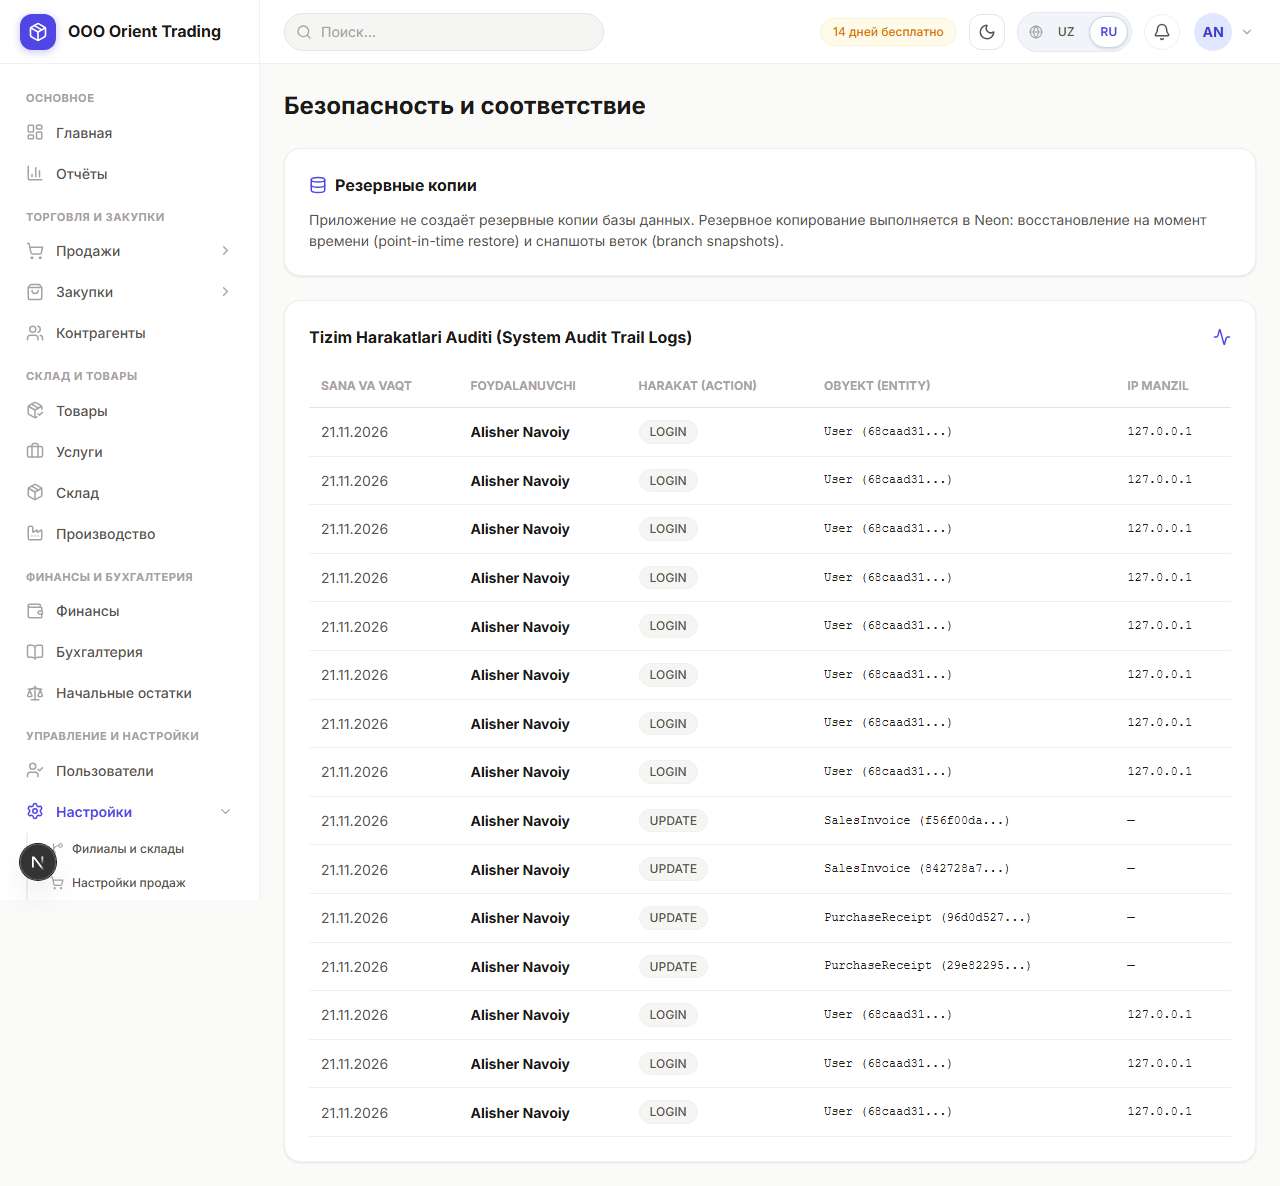 OOO Orient Trading
Поиск...
14 дней бесплатно
UZ
RU
AN
ОСНОВНОЕ
Главная
Отчёты
ТОРГОВЛЯ И ЗАКУПКИ
Продажи
Закупки
Контрагенты
СКЛАД И ТОВАРЫ
Товары
Услуги
Склад
Производство
ФИНАНСЫ И БУХГАЛТЕРИЯ
Финансы
Бухгалтерия
Начальные остатки
УПРАВЛЕНИЕ И НАСТРОЙКИ
Пользователи
Настройки
Филиалы и склады
N
Настройки продаж
Безопасность и соответствие
Резервные копии
Приложение не создаёт резервные копии базы данных. Резервное копирование выполняется в Neon: восстановление на момент
времени (point-in-time restore) и снапшоты веток (branch snapshots).
Tizim Harakatlari Auditi (System Audit Trail Logs)
SANA VA VAQT FOYDALANUVCHI HARAKAT (ACTION) OBYEKT (ENTITY) IP MANZIL
21.11.2026 Alisher Navoiy LOGIN User (68caad31...) 127.0.0.1
21.11.2026 Alisher Navoiy LOGIN User (68caad31...) 127.0.0.1
21.11.2026 Alisher Navoiy LOGIN User (68caad31...) 127.0.0.1
21.11.2026 Alisher Navoiy LOGIN User (68caad31...) 127.0.0.1
21.11.2026 Alisher Navoiy LOGIN User (68caad31...) 127.0.0.1
21.11.2026 Alisher Navoiy LOGIN User (68caad31...) 127.0.0.1
21.11.2026 Alisher Navoiy LOGIN User (68caad31...) 127.0.0.1
21.11.2026 Alisher Navoiy LOGIN User (68caad31...) 127.0.0.1
21.11.2026 Alisher Navoiy UPDATE SalesInvoice (f56f00da...) —
21.11.2026 Alisher Navoiy UPDATE SalesInvoice (842728a7...) —
21.11.2026 Alisher Navoiy UPDATE PurchaseReceipt (96d0d527...) —
21.11.2026 Alisher Navoiy UPDATE PurchaseReceipt (29e82295...) —
21.11.2026 Alisher Navoiy LOGIN User (68caad31...) 127.0.0.1
21.11.2026 Alisher Navoiy LOGIN User (68caad31...) 127.0.0.1
21.11.2026 Alisher Navoiy LOGIN User (68caad31...) 127.0.0.1